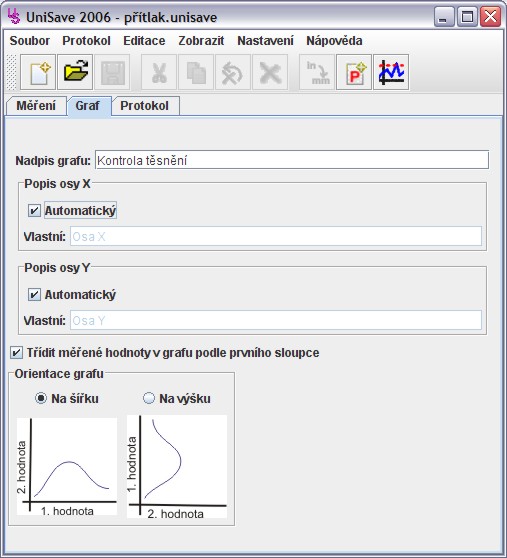 UniSave 2006 - přítlak.unisave
Soubor Protokol Editace Zobrazit Nastavení Nápověda
In mm P
Měření Graf Protokol
Nadpis grafu: Kontrola těsnění
Popis osy X
Automatický
Vlastní: Osa X
Popis osy Y
Automatický
Vlastní: Osa Y
Třídit měřené hodnoty v grafu podle prvního sloupce
Orientace grafu
Na šířku Na výšku
2. hodnota
1. hodnota
1. hodnota
2. hodnota